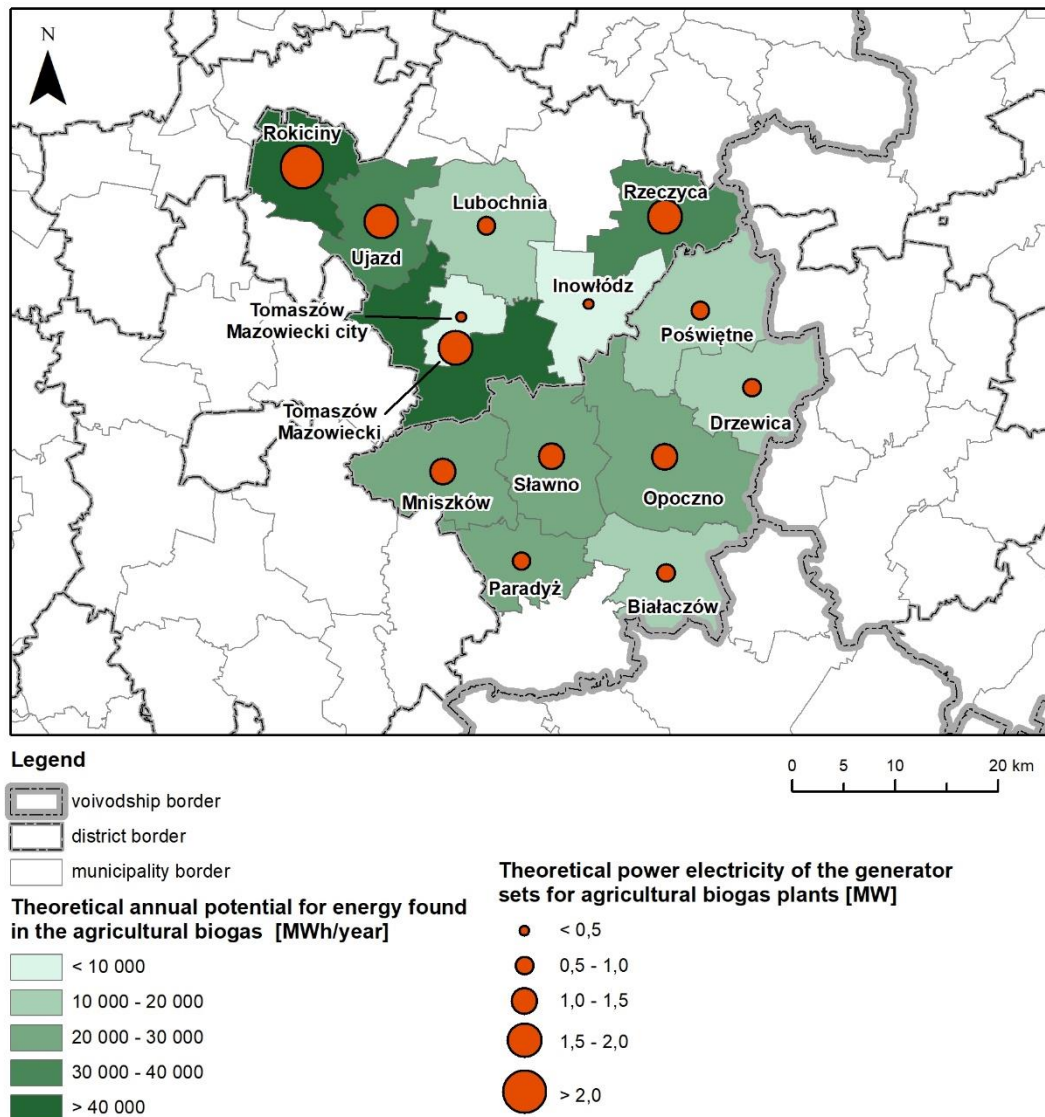 N
Rokiciny
Rzeczyca
Lubochnia
Ujazd
Inowłódz
Tomaszów
Mazowiecki city
Poświętne
Drzewica
Tomaszów
Mazowiecki
Sławno
Mniszków
Opoczno
Paradyż
Białaczów
Legend
0 5 10 20 km
voivodship border
district border
municipality border
Theoretical annual potential for energy found
in the agricultural biogas [MWh/year]
< 10 000
10 000 - 20 000
20 000 - 30 000
30 000 - 40 000
> 40 000
Theoretical power electricity of the generator
sets for agricultural biogas plants [MW]
< 0,5
0,5 - 1,0
1,0 - 1,5
1,5 - 2,0
> 2,0